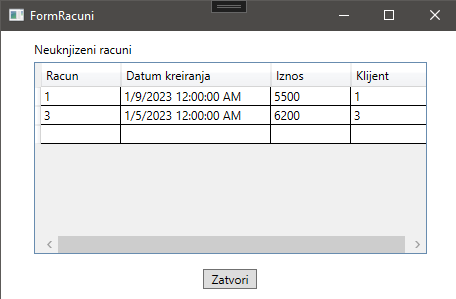 FormRacuni
Neuknjizeni racuni
Racun Datum kreiranja Iznos Klijent
1 1/9/2023 12:00:00 AM 5500 1
3 1/5/2023 12:00:00 AM 6200 3
Zatvori